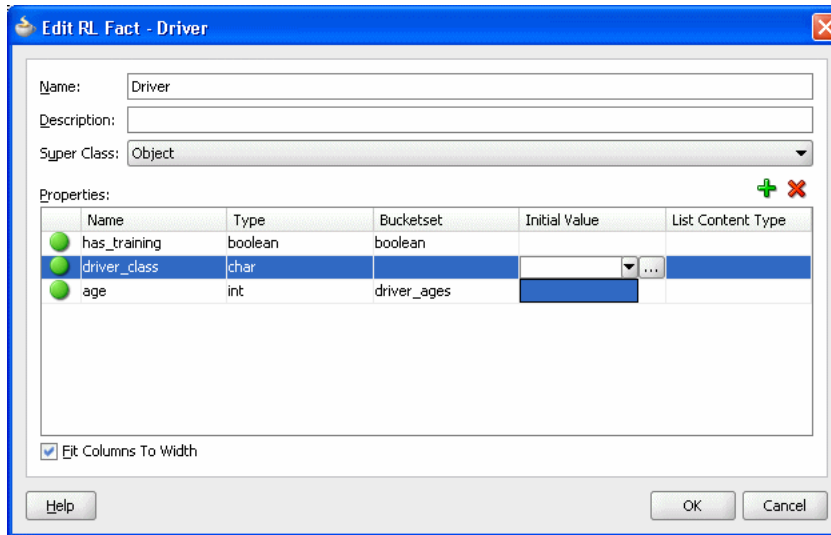 Edit RL Fact - Driver
Name: Driver
Description:
Super Class: Object
Properties:
Name Type Bucketset Initial Value List Content Type
has_training boolean boolean
driver_class char ...
age int driver_ages
Fit Columns To Width
Help OK Cancel